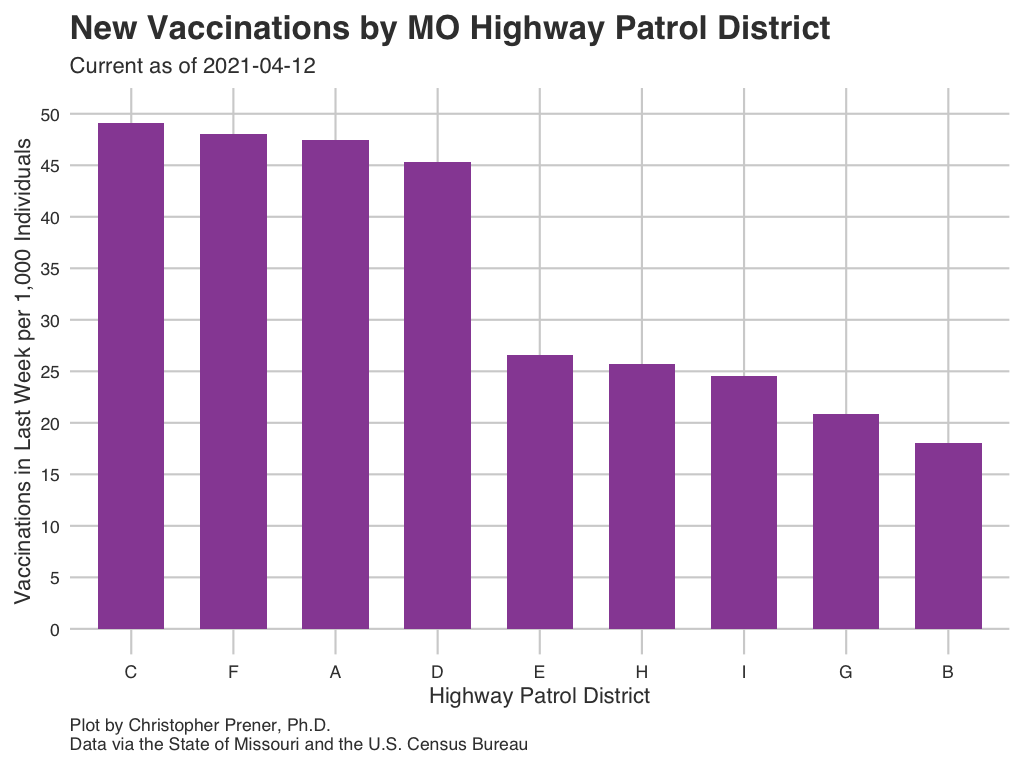 New Vaccinations by MO Highway Patrol District
Current as of 2021-04-12
Vaccinations in Last Week per 1,000 Individuals
50
45
40
35
30
25
20
15
10
5
0
C F A D E H I G B
Highway Patrol District
Plot by Christopher Prener, Ph.D.
Data via the State of Missouri and the U.S. Census Bureau